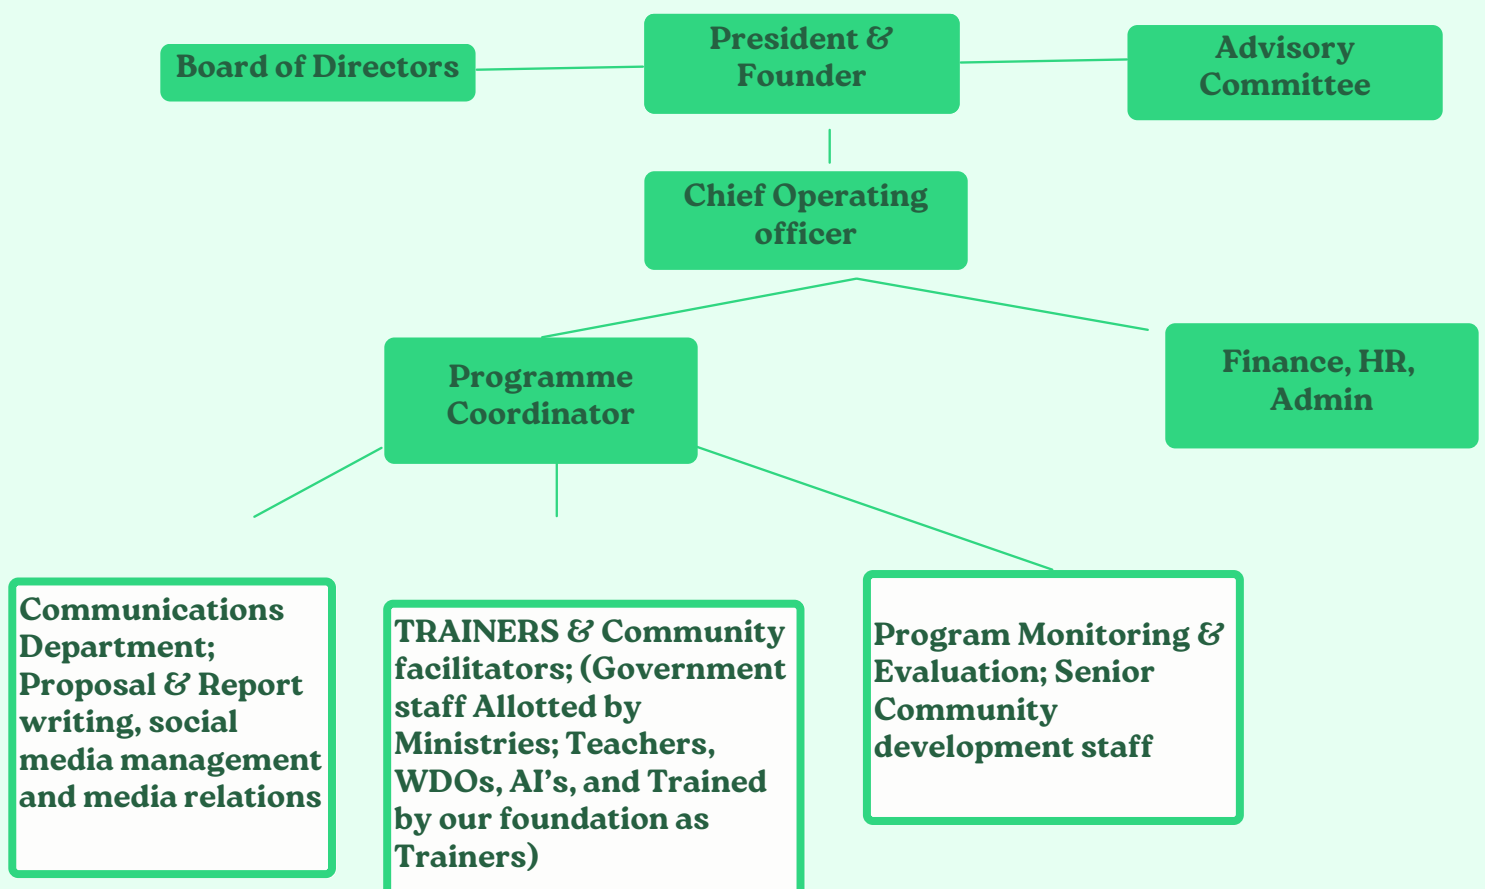 Board of Directors
President &
Founder
Advisory
Committee
Chief Operating
officer
Programme
Coordinator
Finance, HR,
Admin
Communications
Department;
Proposal & Report
writing, social
media management
and media relations
TRAINERS & Community
facilitators; (Government
staff Allotted by
Ministries; Teachers,
WDOs, AI’s, and Trained
by our foundation as
Trainers)
Program Monitoring &
Evaluation; Senior
Community
development staff